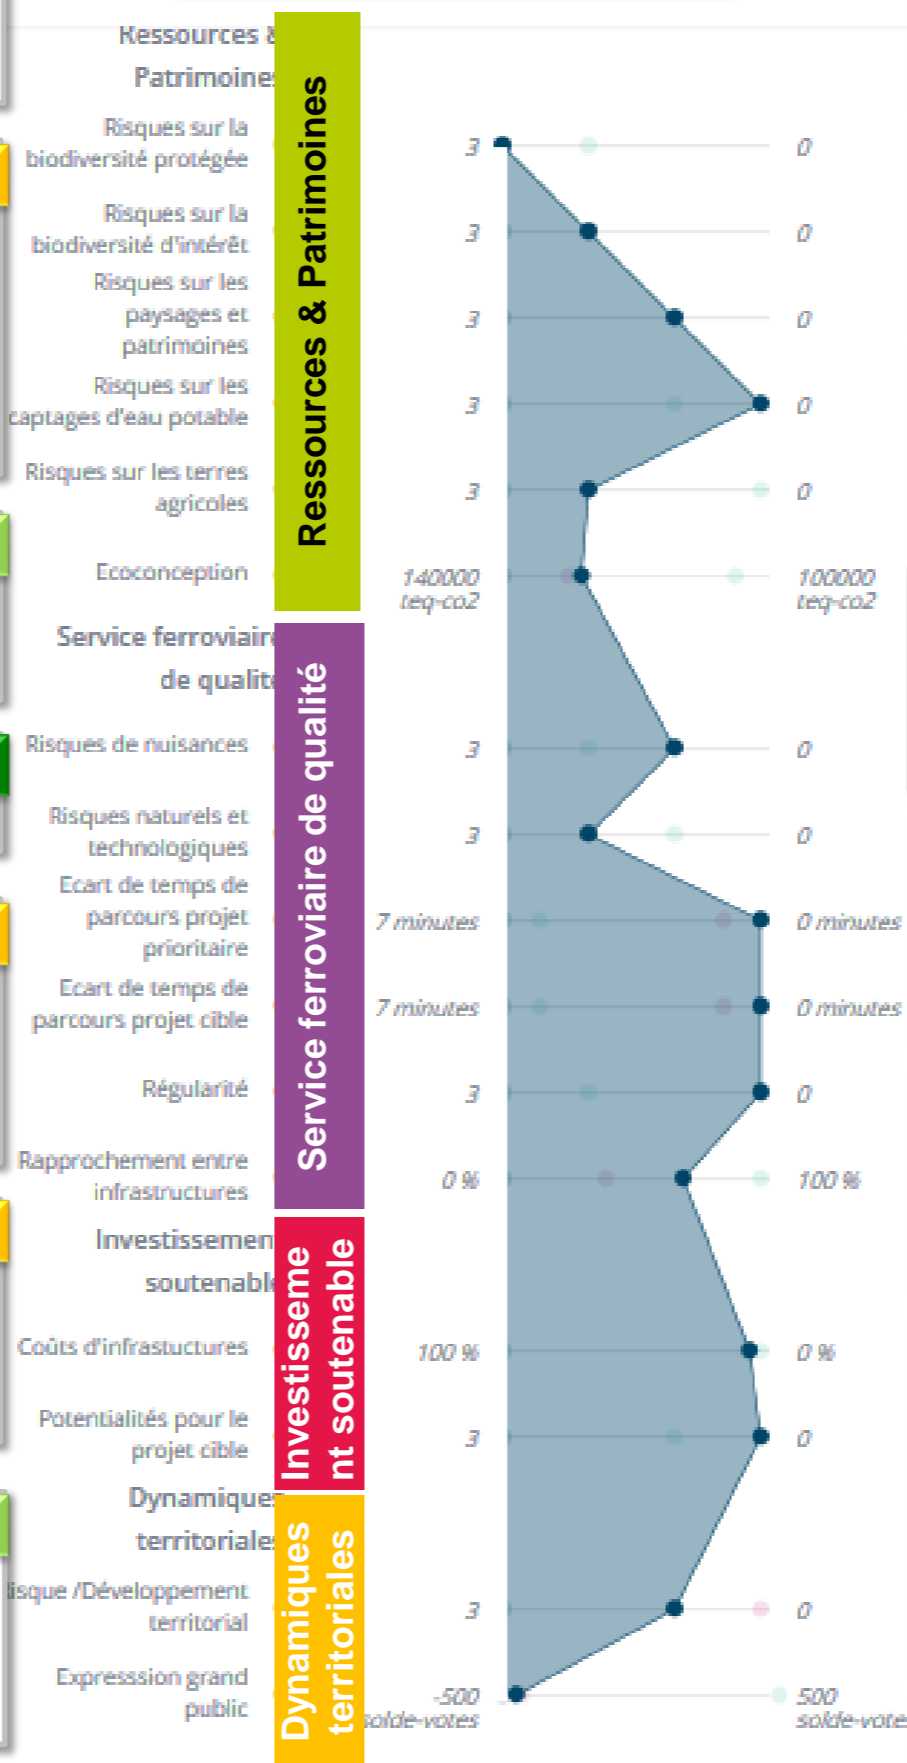 Ressources &
Patrimoines
Ressources & Patrimoines
Risques sur la
biodiversité protégée
3
0
Risques sur la
biodiversité d'intérêt
3
0
Risques sur les
paysages et
patrimoines
3
0
Risques sur les
captages d'eau potable
3
0
Risques sur les terres
agricoles
3
0
Ecoconception
140000
teq-co2
100000
teq-co2
Service ferroviaire
de qualité
Service ferroviaire de qualité
Risques de nuisances
3
0
Risques naturels et
technologiques
3
0
Ecart de temps de
parcours projet
prioritaire
7 minutes
0 minutes
Ecart de temps de
parcours projet cible
7 minutes
0 minutes
Régularité
3
0
Rapprochement entre
infrastructures
0 %
100 %
Investissemen
soutenable
Investisseme
nt soutenable
Coûts d'infrastuctures
100 %
0 %
Potentialités pour le
projet cible
3
0
Dynamiques
territoriales
Dynamiques
territoriales
isque /Développement
territorial
3
0
Expresssion grand
public
-500
solde-votes
500
solde-vote